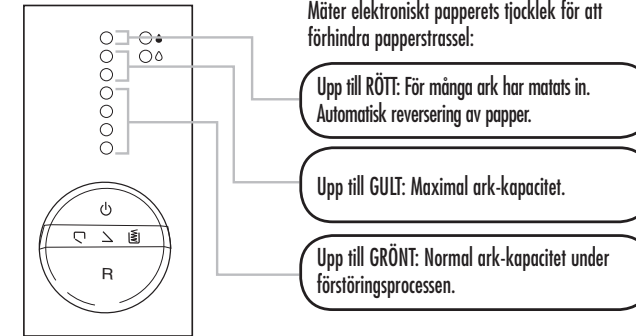 Mäter elektroniskt papperets tjocklek för att
förhindra papperstrassel:
Upp till RÖTT: För många ark har matats in.
Automatisk reversering av papper.
Upp till GULT: Maximal ark-kapacitet.
Upp till GRÖNT: Normal ark-kapacitet under
förstöringsprocessen.
R